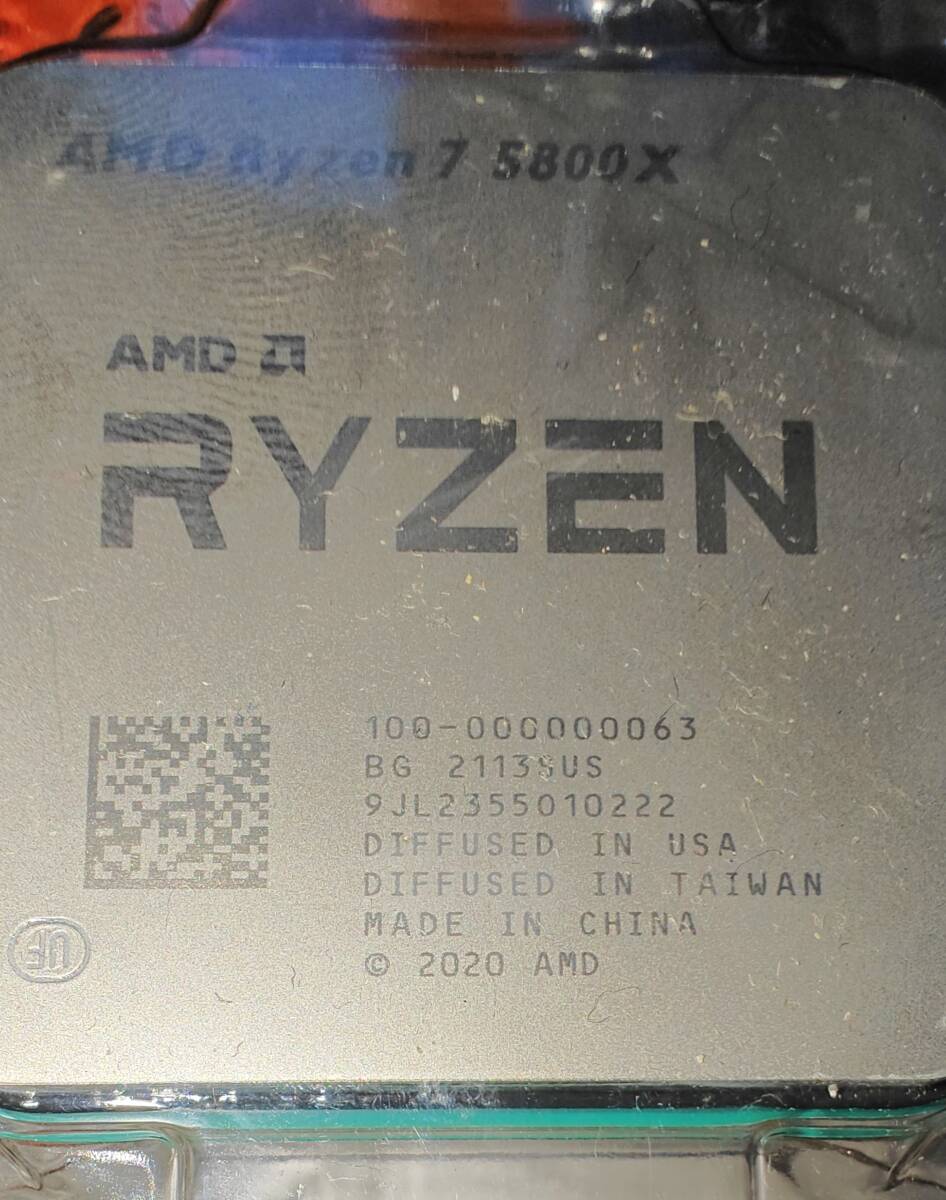 AMD Ryzen 7 5800X
AMD
RYZEN
100-000000063
BG 2113SUS
9JL2355010222
DIFFUSED IN USA
DIFFUSED IN TAIWAN
MADE IN CHINA
© 2020 AMD
UF